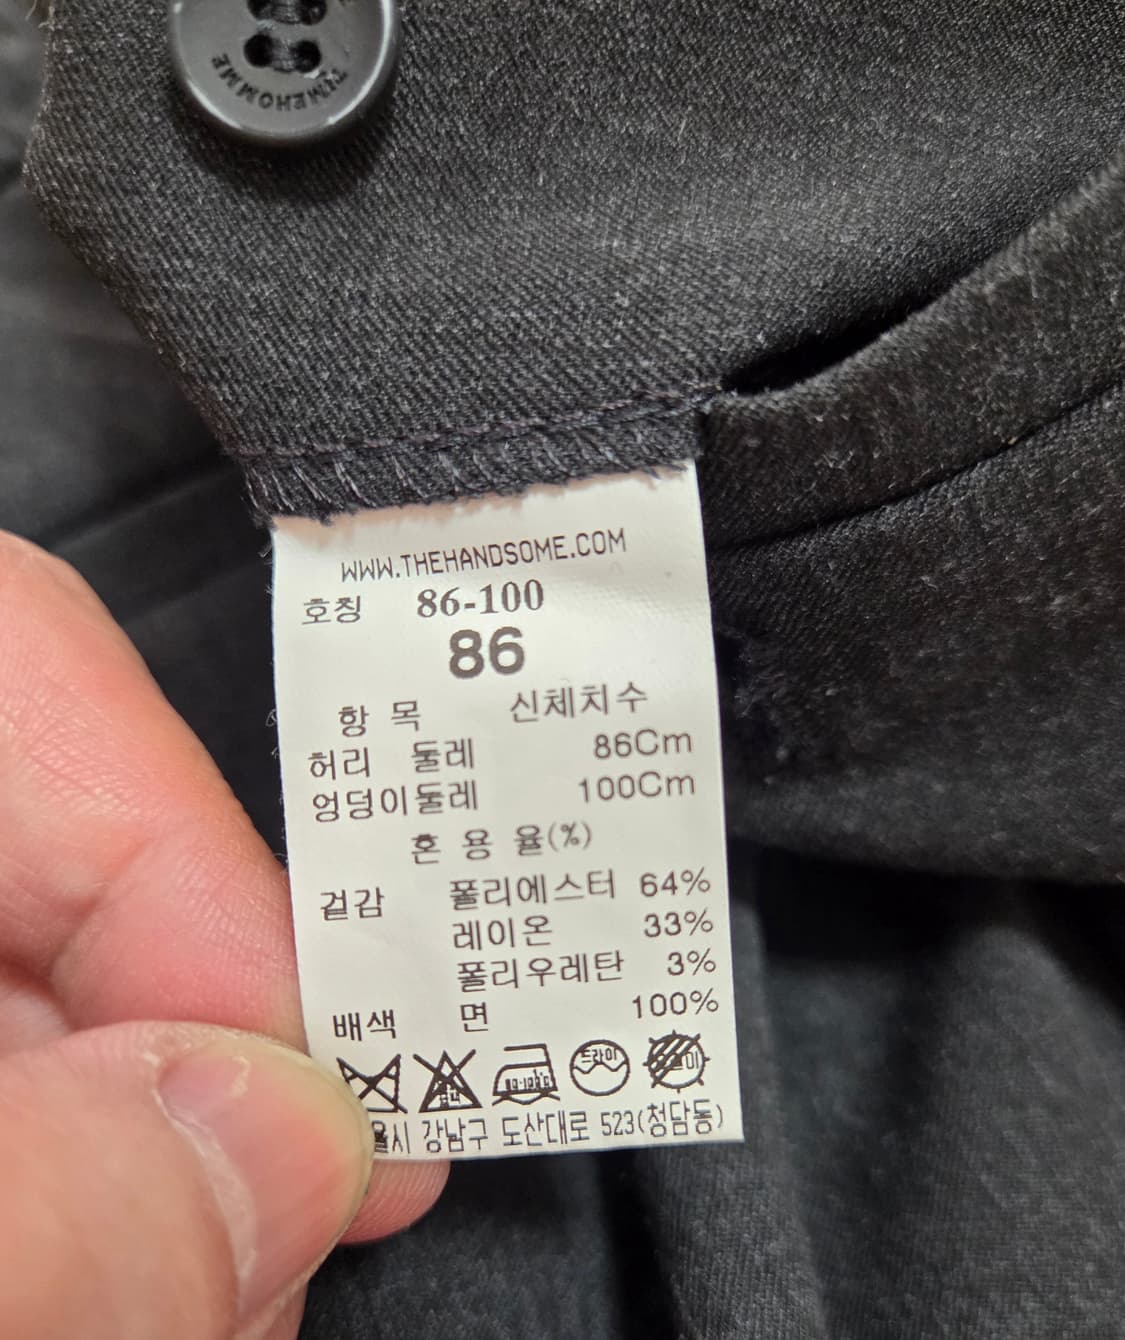 TIMEHOMME
WWW.THEHANDSOME.COM
호칭 86-100
86
항 목 신체치수
허리 둘레 86Cm
엉덩이둘레 100Cm
혼 용 율(%)
겉감 폴리에스터 64%
레이온 33%
폴리우레탄 3%
배색 면 100%
드라이
강남구 도산대로 523(청담동)